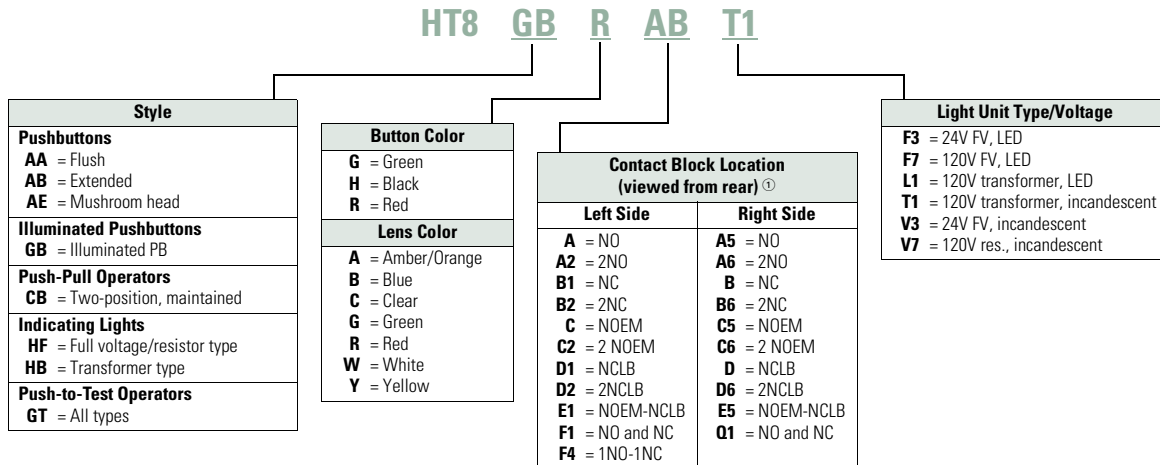 HT8 GB R AB T1
Style
Pushbuttons
AA = Flush
AB = Extended
AE = Mushroom head
Illuminated Pushbuttons
GB = Illuminated PB
Push-Pull Operators
CB = Two-position, maintained
Indicating Lights
HF = Full voltage/resistor type
HB = Transformer type
Push-to-Test Operators
GT = All types
Button Color
G = Green
H = Black
R = Red
Lens Color
A = Amber/Orange
B = Blue
C = Clear
G = Green
R = Red
W = White
Y = Yellow
Contact Block Location
(viewed from rear) ①
Left Side
A = NO
A2 = 2NO
B1 = NC
B2 = 2NC
C = NOEM
C2 = 2 NOEM
D1 = NCLB
D2 = 2NCLB
E1 = NOEM-NCLB
F1 = NO and NC
F4 = 1NO-1NC
Right Side
A5 = NO
A6 = 2NO
B = NC
B6 = 2NC
C5 = NOEM
C6 = 2 NOEM
D = NCLB
D6 = 2NCLB
E5 = NOEM-NCLB
Q1 = NO and NC
Light Unit Type/Voltage
F3 = 24V FV, LED
F7 = 120V FV, LED
L1 = 120V transformer, LED
T1 = 120V transformer, incandescent
V3 = 24V FV, incandescent
V7 = 120V res., incandescent